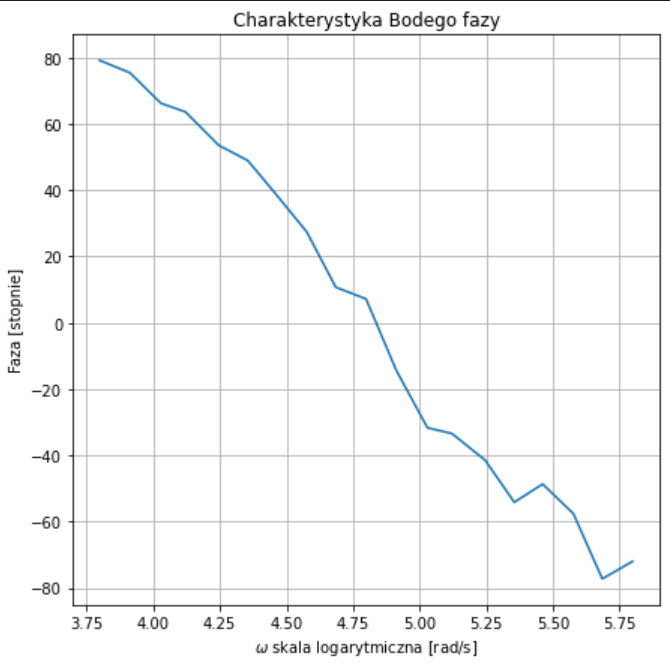 Charakterystyka Bodego fazy
Faza [stopnie]
80
60
40
20
0
−20
−40
−60
−80
3.75 4.00 4.25 4.50 4.75 5.00 5.25 5.50 5.75
ω skala logarytmiczna [rad/s]